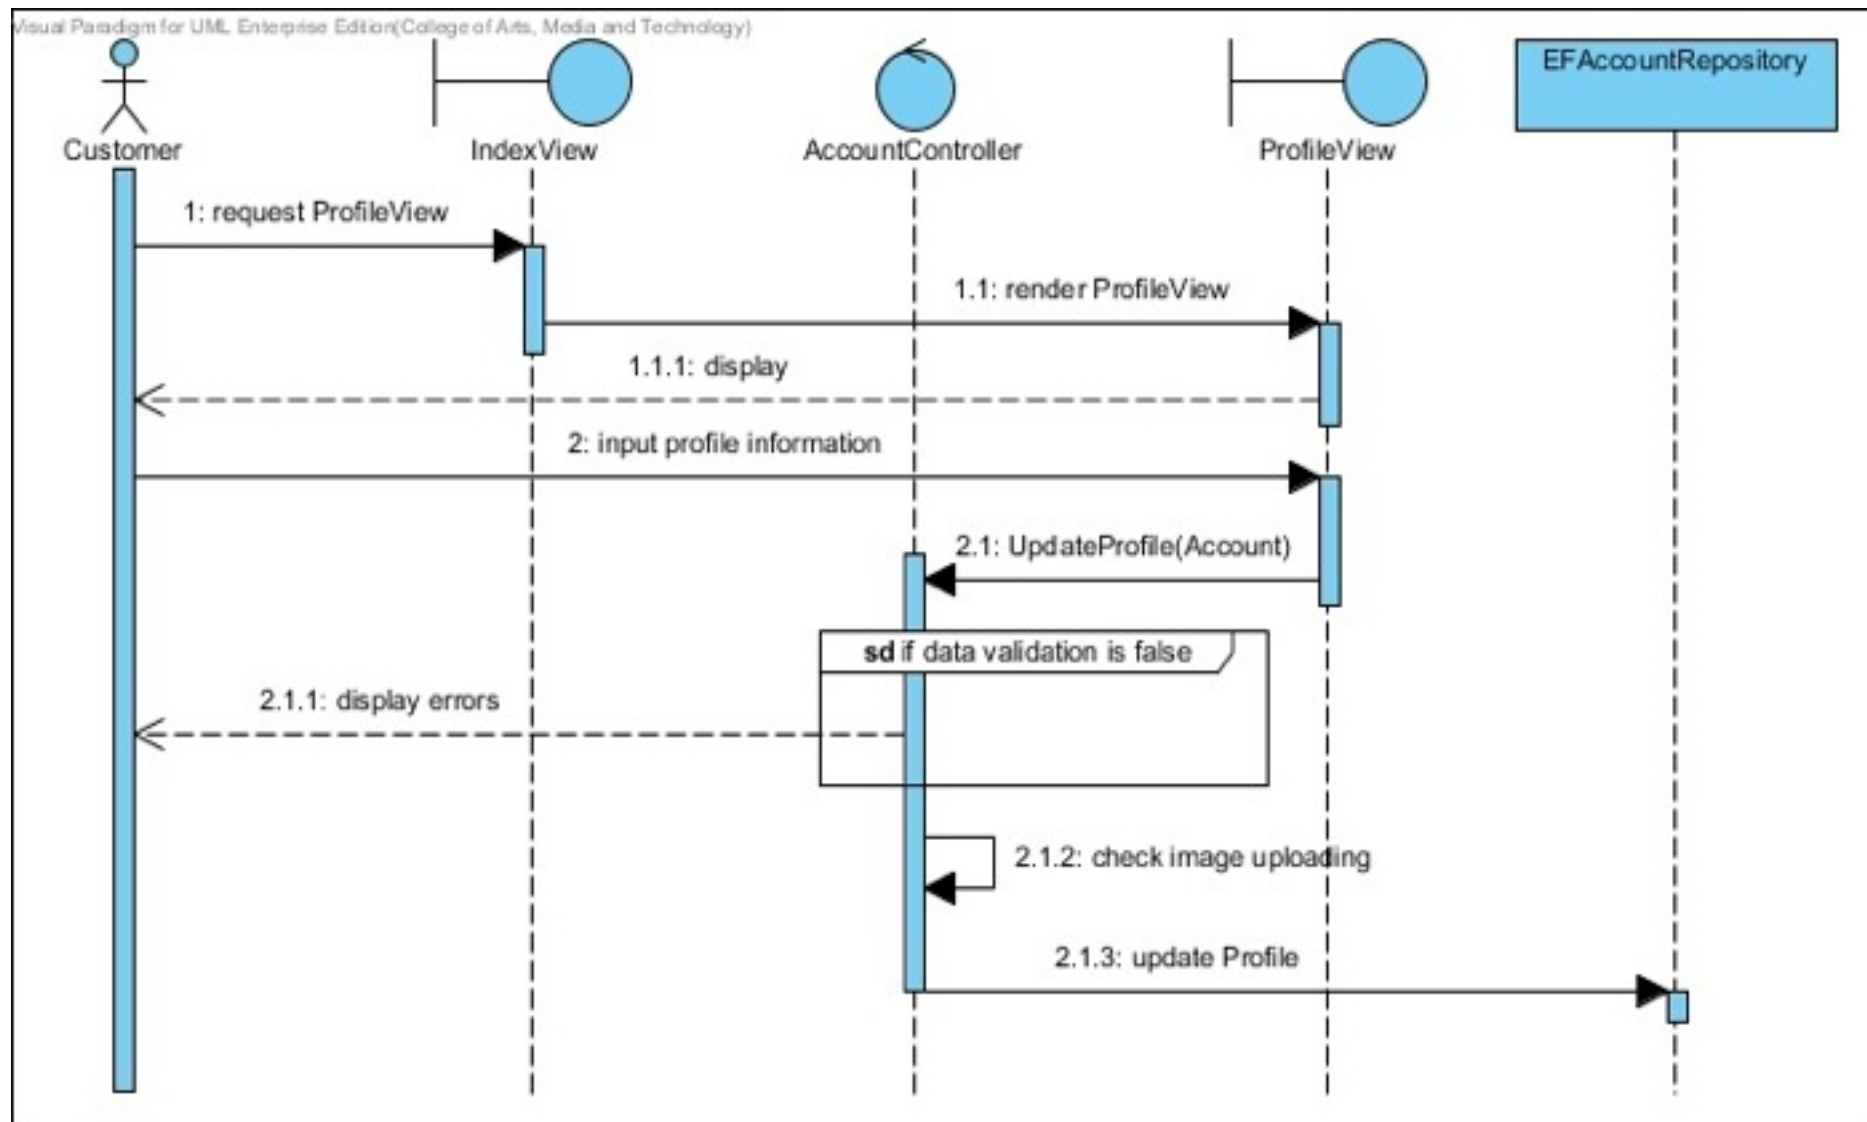 Visual Paradigm for UML Enterprise Edition(College of Arts, Media and Technology)
EFAccountRepository
Customer
IndexView
AccountController
ProfileView
1: request ProfileView
1.1: render ProfileView
1.1.1: display
2: input profile information
2.1: UpdateProfile(Account)
sd if data validation is false
2.1.1: display errors
2.1.2: check image uploading
2.1.3: update Profile